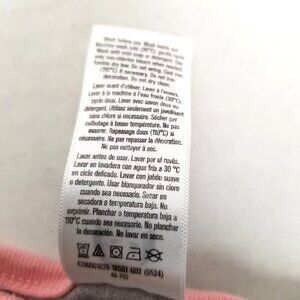 Wash before use. Wash inside out.
Machine wash cold (30°C), gentle cycle.
Wash with mild soap or detergent. Use
only non-chlorine bleach when needed.
Tumble dry low. Do not wring. Cool iron
(110°C) if necessary. Do not iron
decoration. Do not dry clean.
Laver avant d'utiliser. Laver à l'envers.
Laver à la machine à l'eau froide (30°C),
cycle doux. Laver avec savon doux ou
détergent. Utiliser seulement javellisant
sans chlore si nécessaire. Sécher par
culbutage à basse température. Ne pas
essorer. Repassage doux (110°C) si
nécessaire. Ne pas repasser la décoration.
Ne pas nettoyer à sec.
Lavar antes de usar. Lavar por el revés.
Lavar en lavadora con agua fría a 30 °C
en ciclo delicado. Lavar con jabón suave
o detergente. Usar blanqueador sin cloro
cuando sea necesario. Secar en
secadora a temperatura baja. No
exprimir. Planchar a temperatura baja a
110°C cuando sea necesario. No planchar
la decoración. No lavar en seco.
18501 G02 (0524)